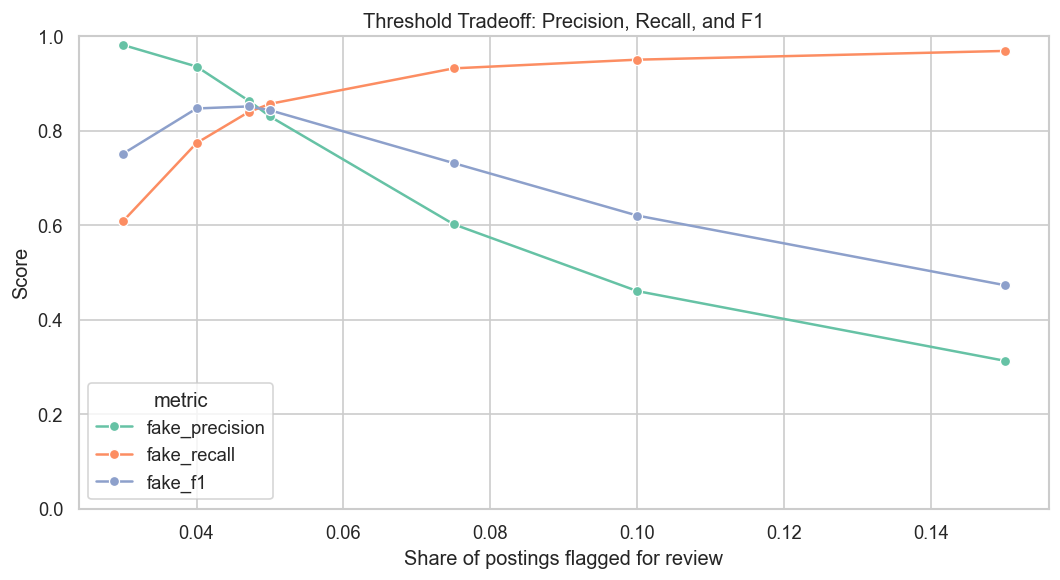 Threshold Tradeoff: Precision, Recall, and F1
1.0
0.8
0.6
0.4
0.2
0.0
Score
metric
fake_precision
fake_recall
fake_f1
0.04 0.06 0.08 0.10 0.12 0.14
Share of postings flagged for review